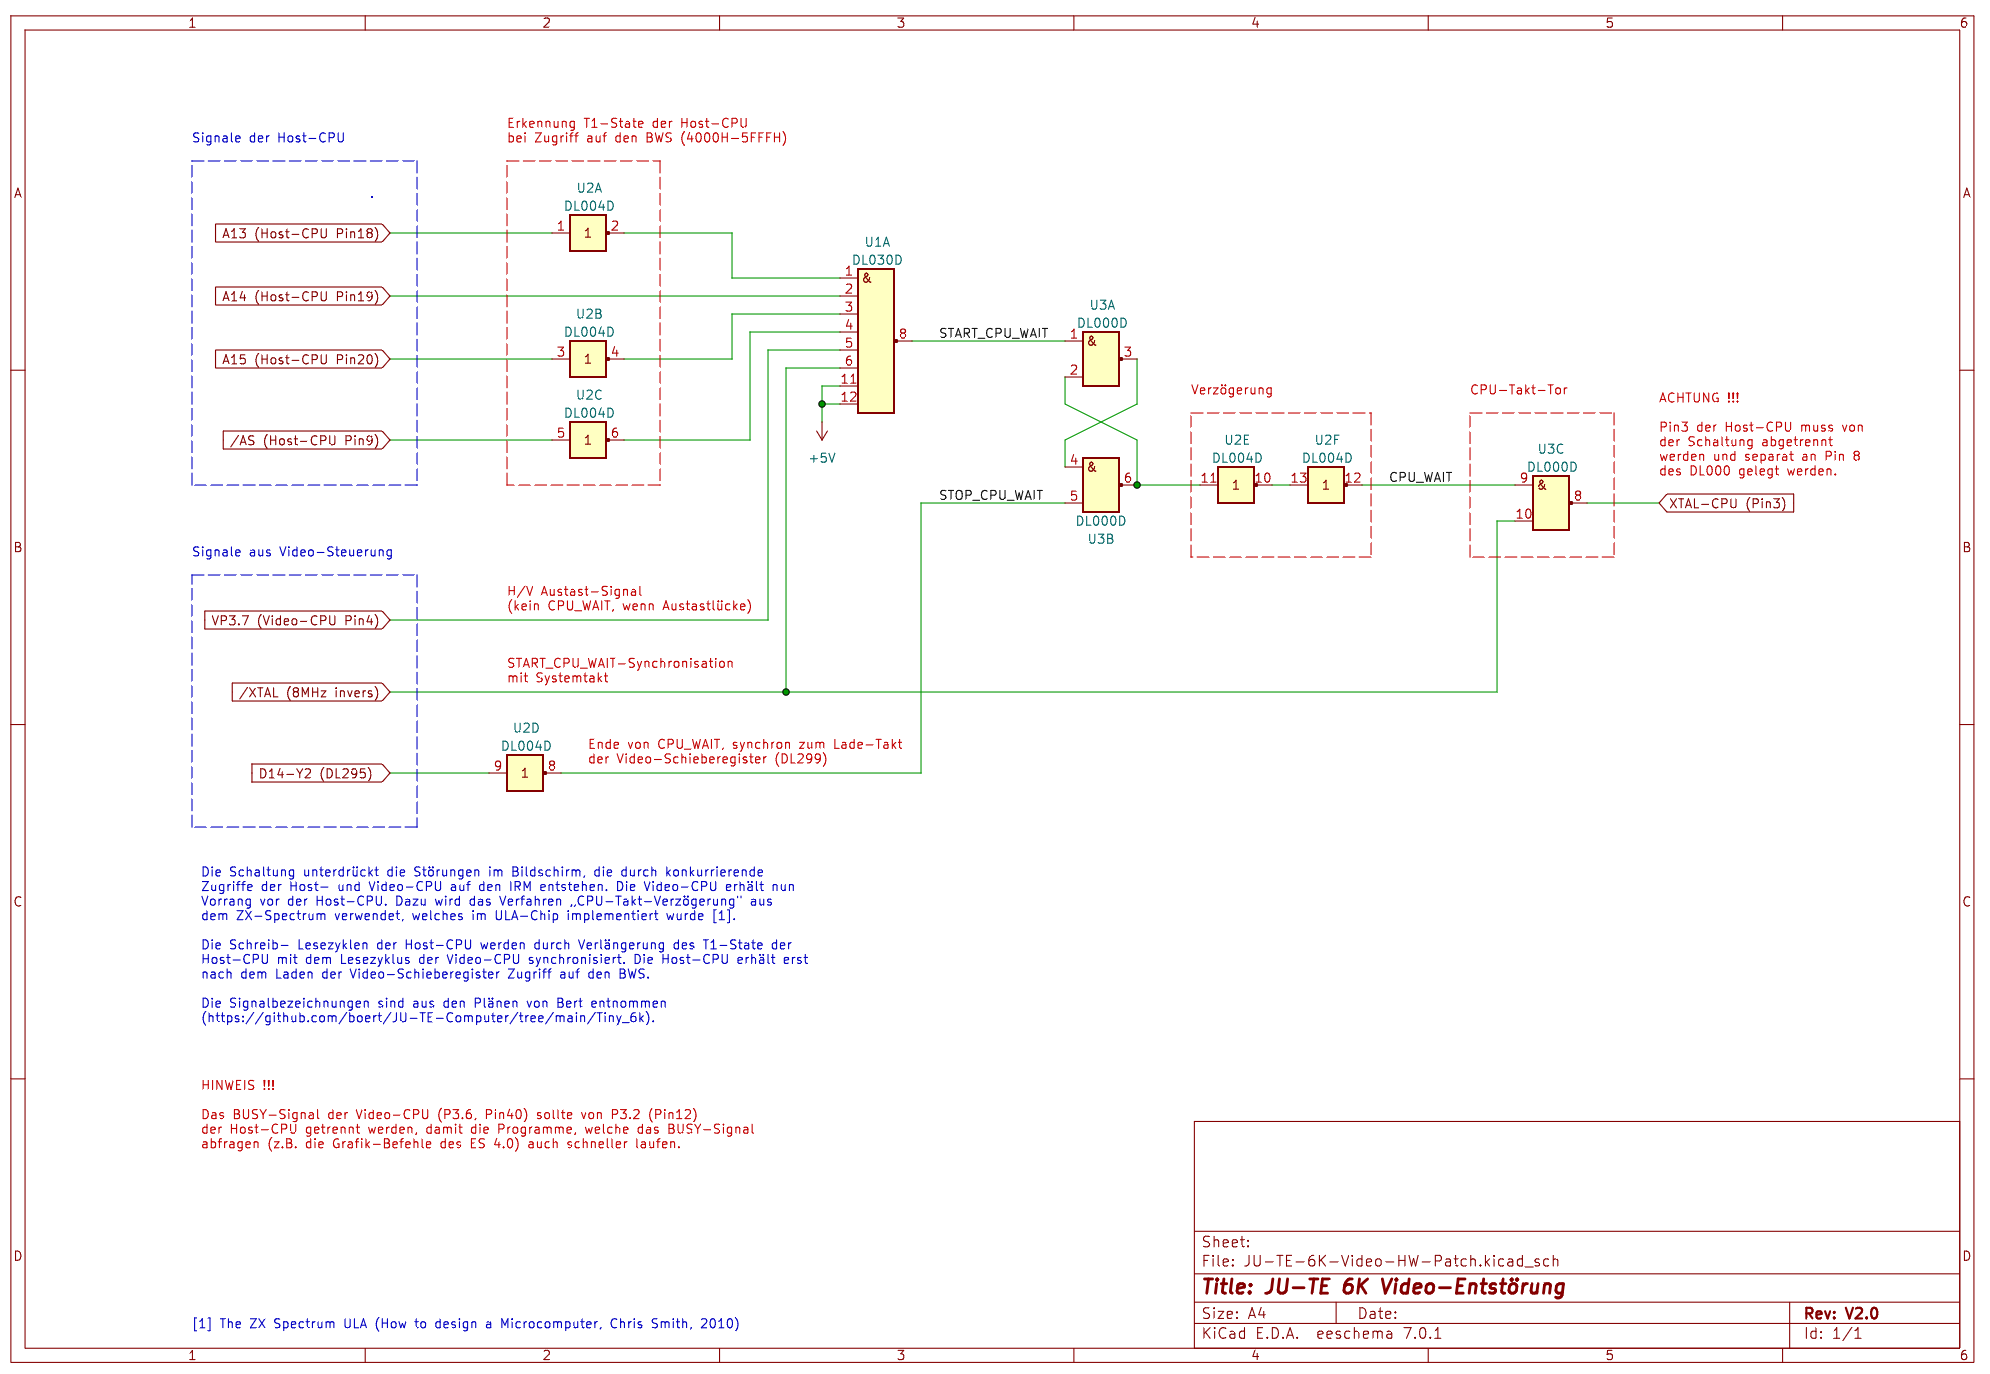 1 2 3 4 5 6
A
B
C
D
A
B
C
D
Signale der Host-CPU
A13 (Host-CPU Pin18)
A14 (Host-CPU Pin19)
A15 (Host-CPU Pin20)
/AS (Host-CPU Pin9)
Erkennung T1-State der Host-CPU
bei Zugriff auf den BWS (4000H-5FFFH)
U2A
DL004D
1 1 2
U2B
DL004D
3 1 4
U2C
DL004D
5 1 6
U1A
DL030D
&
1
2
3
4
5
6
11
12
8
+5V
START_CPU_WAIT
U3A
DL000D
&
1
2
3
STOP_CPU_WAIT
&
4
5
6
DL000D
U3B
Verzögerung
U2E
DL004D
11 1 10
U2F
DL004D
13 1 12
CPU_WAIT
CPU-Takt-Tor
U3C
DL000D
&
9
10
8
XTAL-CPU (Pin3)
ACHTUNG !!!
Pin3 der Host-CPU muss von
der Schaltung abgetrennt
werden und separat an Pin 8
des DL000 gelegt werden.
Signale aus Video-Steuerung
VP3.7 (Video-CPU Pin4)
/XTAL (8MHz invers)
D14-Y2 (DL295)
H/V Austast-Signal
(kein CPU_WAIT, wenn Austastlücke)
START_CPU_WAIT-Synchronisation
mit Systemtakt
U2D
DL004D
9 1 8
Ende von CPU_WAIT, synchron zum Lade-Takt
der Video-Schieberegister (DL299)
Die Schaltung unterdrückt die Störungen im Bildschirm, die durch konkurrierende
Zugriffe der Host- und Video-CPU auf den IRM entstehen. Die Video-CPU erhält nun
Vorrang vor der Host-CPU. Dazu wird das Verfahren „CPU-Takt-Verzögerung" aus
dem ZX-Spectrum verwendet, welches im ULA-Chip implementiert wurde [1].
Die Schreib- Lesezyklen der Host-CPU werden durch Verlängerung des T1-State der
Host-CPU mit dem Lesezyklus der Video-CPU synchronisiert. Die Host-CPU erhält erst
nach dem Laden der Video-Schieberegister Zugriff auf den BWS.
Die Signalbezeichnungen sind aus den Plänen von Bert entnommen
(https://github.com/boert/JU-TE-Computer/tree/main/Tiny_6k).
HINWEIS !!!
Das BUSY-Signal der Video-CPU (P3.6, Pin40) sollte von P3.2 (Pin12)
der Host-CPU getrennt werden, damit die Programme, welche das BUSY-Signal
abfragen (z.B. die Grafik-Befehle des ES 4.0) auch schneller laufen.
[1] The ZX Spectrum ULA (How to design a Microcomputer, Chris Smith, 2010)
Sheet:
File: JU-TE-6K-Video-HW-Patch.kicad_sch
Title: JU-TE 6K Video-Entstörung
Size: A4 Date: Rev: V2.0
KiCad E.D.A. eeschema 7.0.1 Id: 1/1
1 2 3 4 5 6